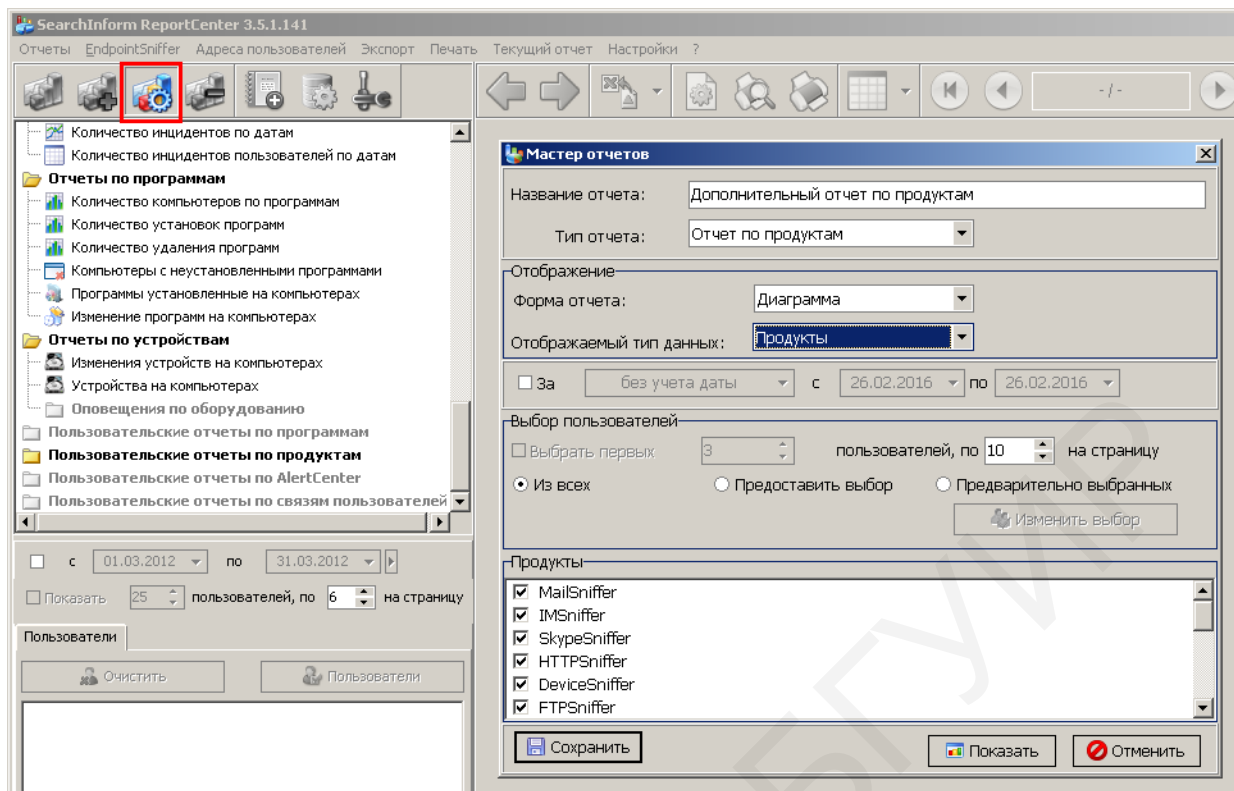 SearchInform ReportCenter 3.5.1.141
Отчеты EndpointSniffer Адреса пользователей Экспорт Печать Текущий отчет Настройки ?
- / -
Количество инцидентов по датам
Количество инцидентов пользователей по датам
Отчеты по программам
Количество компьютеров по программам
Количество установок программ
Количество удаления программ
Компьютеры с неустановленными программами
Программы установленные на компьютерах
Изменение программ на компьютерах
Отчеты по устройствам
Изменения устройств на компьютерах
Устройства на компьютерах
Оповещения по оборудованию
Пользовательские отчеты по программам
Пользовательские отчеты по продуктам
Пользовательские отчеты по AlertCenter
Пользовательские отчеты по связям пользователей
с 01.03.2012 по 31.03.2012
Показать 25 пользователей, по 6 на страницу
Пользователи
Очистить Пользователи
Мастер отчетов
Название отчета: Дополнительный отчет по продуктам
Тип отчета: Отчет по продуктам
Отображение
Форма отчета: Диаграмма
Отображаемый тип данных: Продукты
За без учета даты с 26.02.2016 по 26.02.2016
Выбор пользователей
Выбрать первых 3 пользователей, по 10 на страницу
Из всех Предоставить выбор Предварительно выбранных
Изменить выбор
Продукты
MailSniffer
IMSniffer
SkypeSniffer
HTTPSniffer
DeviceSniffer
FTPSniffer
Сохранить Показать Отменить
БГУИР